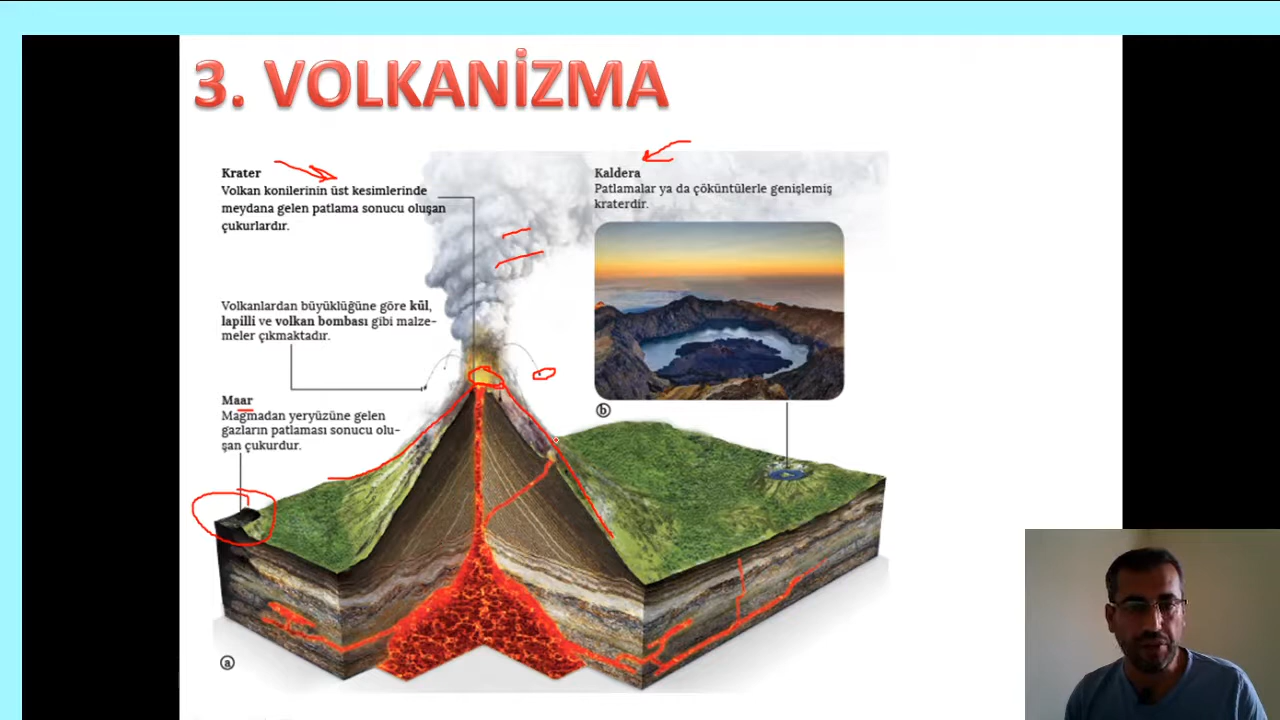 3. VOLKANİZMA
Krater
Volkan konilerinin üst kesimlerinde
meydana gelen patlama sonucu oluşan
çukurlardır.
Kaldera
Patlamalar ya da çöküntülerle genişlemiş
kraterdir.
Volkanlardan büyüklüğüne göre kül,
lapilli ve volkan bombası gibi malze-
meler çıkmaktadır.
Maar
Magmadan yeryüzüne gelen
gazların patlaması sonucu olu-
şan çukurdur.
b
a